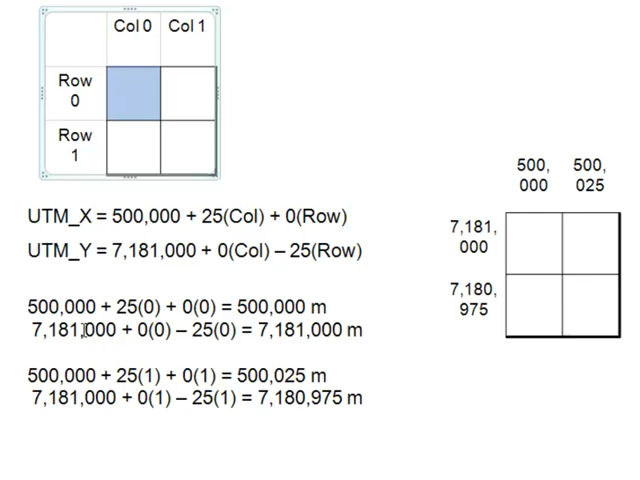 Col 0 Col 1
Row
0
Row
1
500,
000
500,
025
7,181,
000
7,180,
975
UTM_X = 500,000 + 25(Col) + 0(Row)
UTM_Y = 7,181,000 + 0(Col) – 25(Row)
500,000 + 25(0) + 0(0) = 500,000 m
7,181,000 + 0(0) – 25(0) = 7,181,000 m
500,000 + 25(1) + 0(1) = 500,025 m
7,181,000 + 0(1) – 25(1) = 7,180,975 m